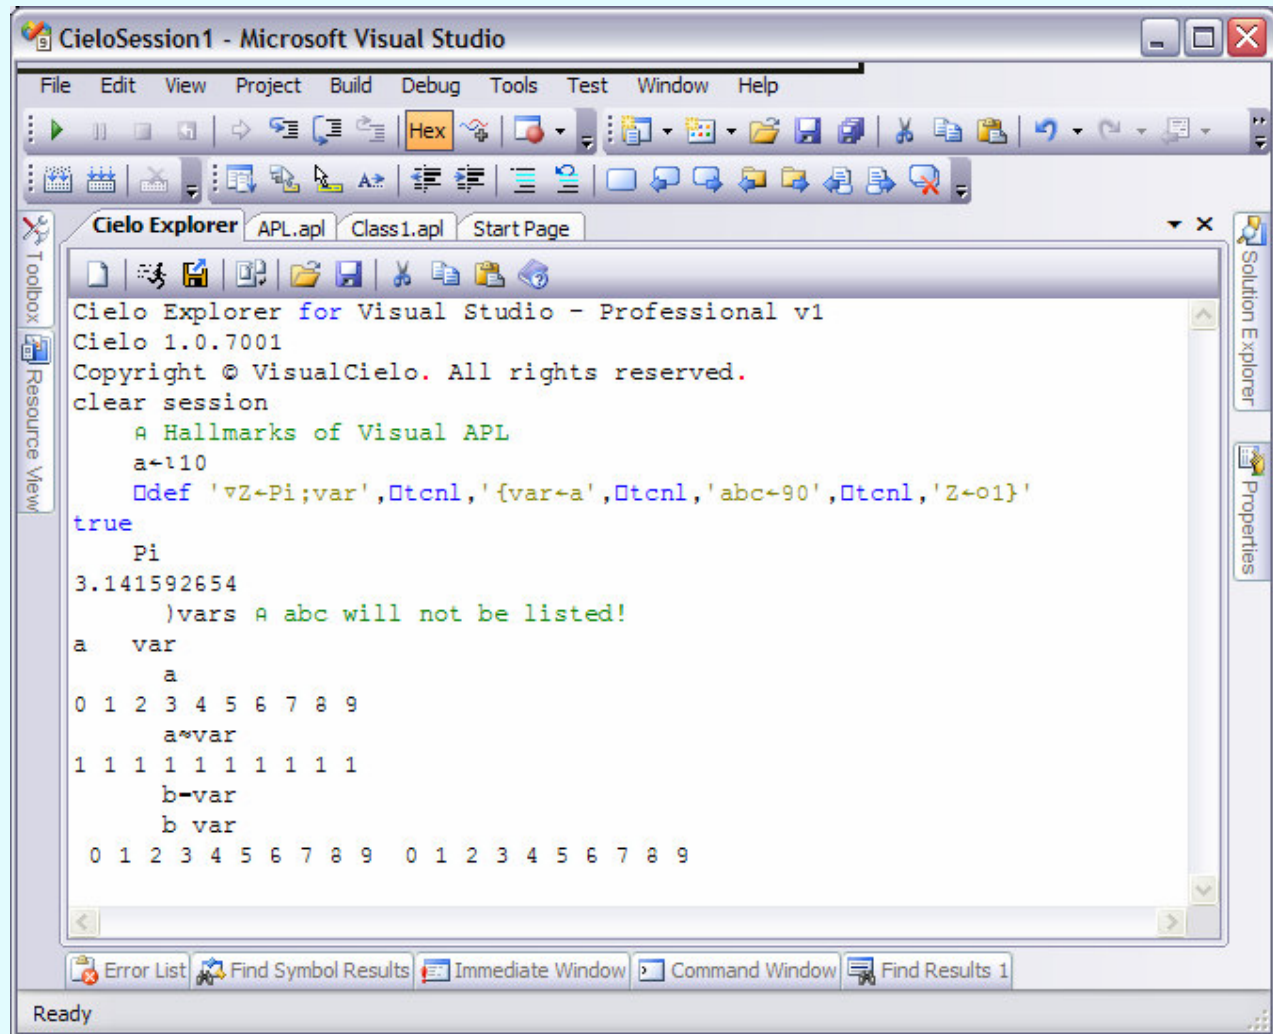 CieloSession1 - Microsoft Visual Studio
File Edit View Project Build Debug Tools Test Window Help
Hex
Cielo Explorer APL.apl Class1.apl Start Page
Toolbox
Resource View
Solution Explorer
Properties
Cielo Explorer for Visual Studio - Professional v1
Cielo 1.0.7001
Copyright © VisualCielo. All rights reserved.
clear session
⍝ Hallmarks of Visual APL
a←⍳10
⎕def '∇Z←Pi;var',⎕tcnl,'{var←a',⎕tcnl,'abc←90',⎕tcnl,'Z←○1}'
true
Pi
3.141592654
)vars ⍝ abc will not be listed!
a var
a
0 1 2 3 4 5 6 7 8 9
a≈var
1 1 1 1 1 1 1 1 1 1
b=var
b var
0 1 2 3 4 5 6 7 8 9 0 1 2 3 4 5 6 7 8 9
Error List Find Symbol Results Immediate Window Command Window Find Results 1
Ready